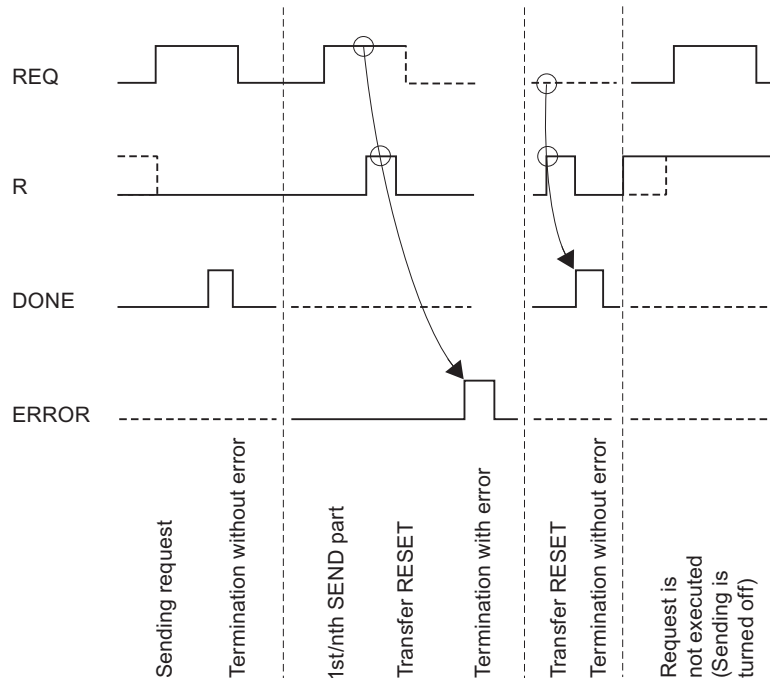 REQ
R
DONE
ERROR
Sending request
Termination without error
1st/nth SEND part
Transfer RESET
Termination with error
Transfer RESET
Termination without error
Request is
not executed
(Sending is
turned off)